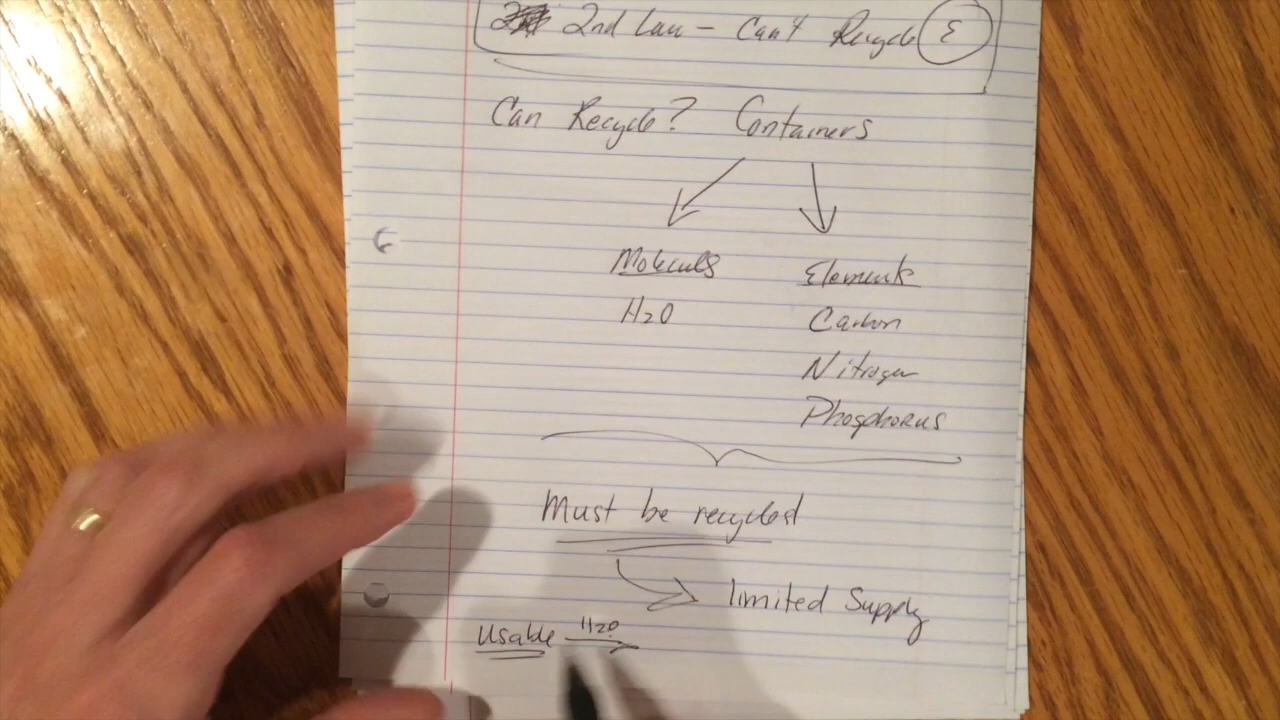 2nd Law - Can't Recycle E
Can Recycle? Containers
Molecules Elements
H2O Carbon
Nitrogen
Phosphorus
Must be recycled
limited Supply
Usable H2O